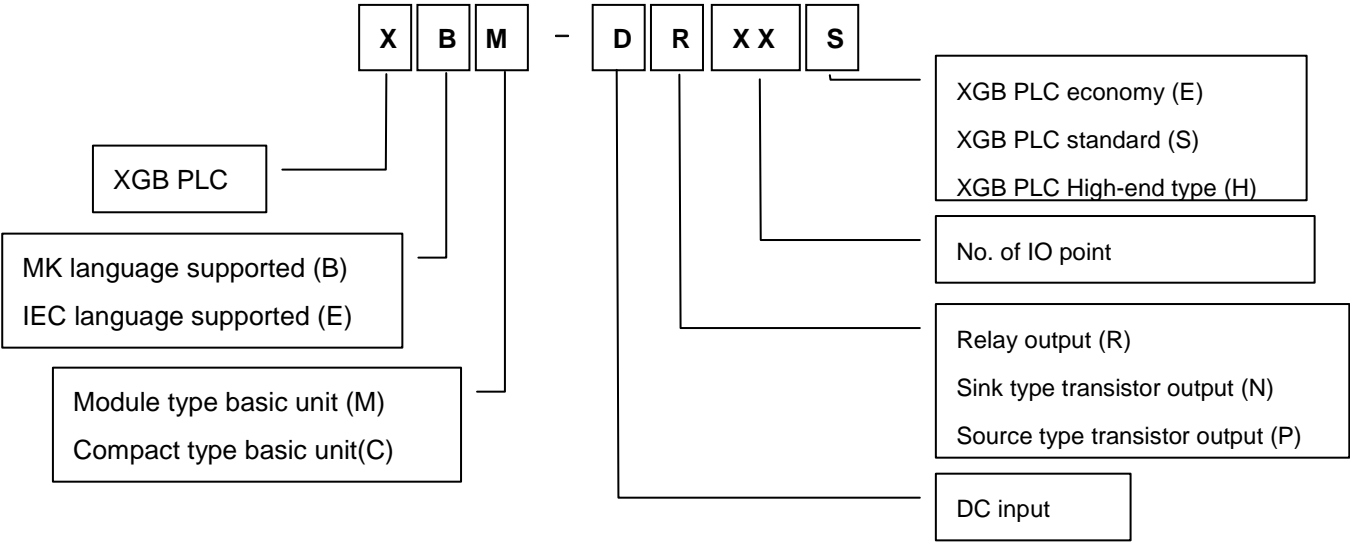 X B M - D R X X S
XGB PLC economy (E)
XGB PLC standard (S)
XGB PLC High-end type (H)
XGB PLC
No. of IO point
MK language supported (B)
IEC language supported (E)
Relay output (R)
Sink type transistor output (N)
Source type transistor output (P)
Module type basic unit (M)
Compact type basic unit(C)
DC input